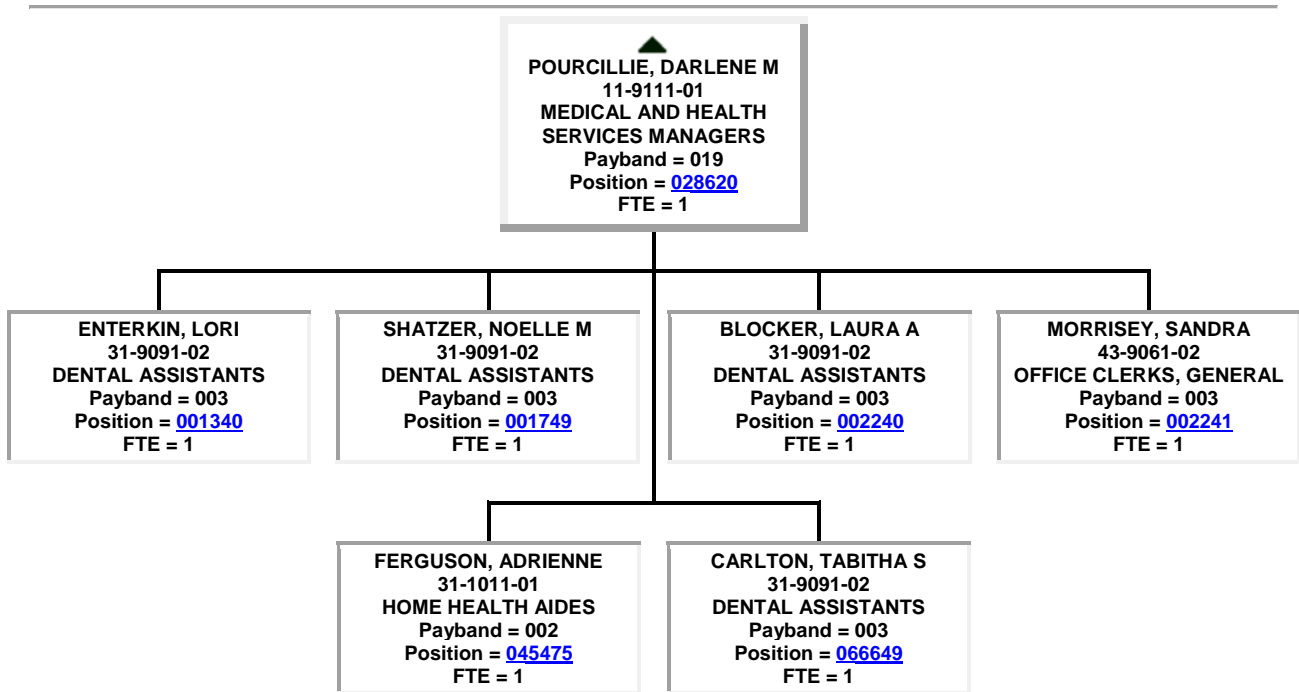 POURCILLIE, DARLENE M
11-9111-01
MEDICAL AND HEALTH
SERVICES MANAGERS
Payband = 019
Position = 028620
FTE = 1
ENTERKIN, LORI
31-9091-02
DENTAL ASSISTANTS
Payband = 003
Position = 001340
FTE = 1
SHATZER, NOELLE M
31-9091-02
DENTAL ASSISTANTS
Payband = 003
Position = 001749
FTE = 1
BLOCKER, LAURA A
31-9091-02
DENTAL ASSISTANTS
Payband = 003
Position = 002240
FTE = 1
MORRISEY, SANDRA
43-9061-02
OFFICE CLERKS, GENERAL
Payband = 003
Position = 002241
FTE = 1
FERGUSON, ADRIENNE
31-1011-01
HOME HEALTH AIDES
Payband = 002
Position = 045475
FTE = 1
CARLTON, TABITHA S
31-9091-02
DENTAL ASSISTANTS
Payband = 003
Position = 066649
FTE = 1